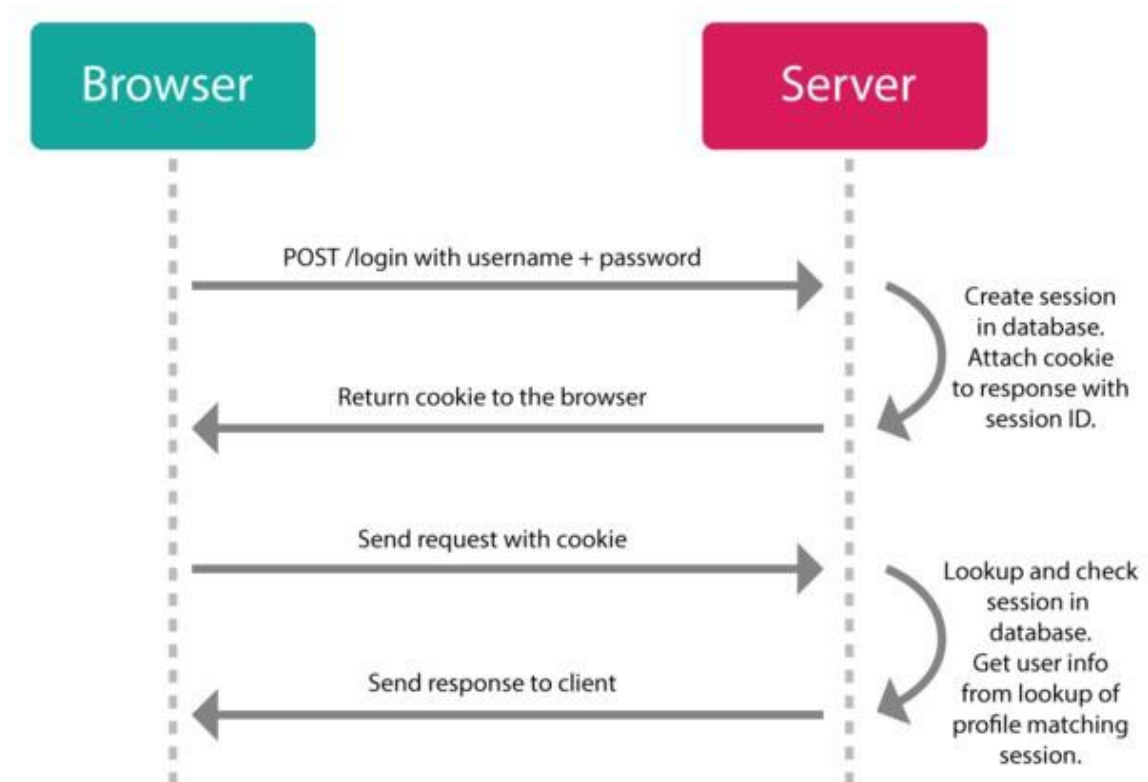 Browser
Server
POST /login with username + password
Create session
in database.
Attach cookie
to response with
session ID.
Return cookie to the browser
Send request with cookie
Lookup and check
session in
database.
Get user info
from lookup of
profile matching
session.
Send response to client